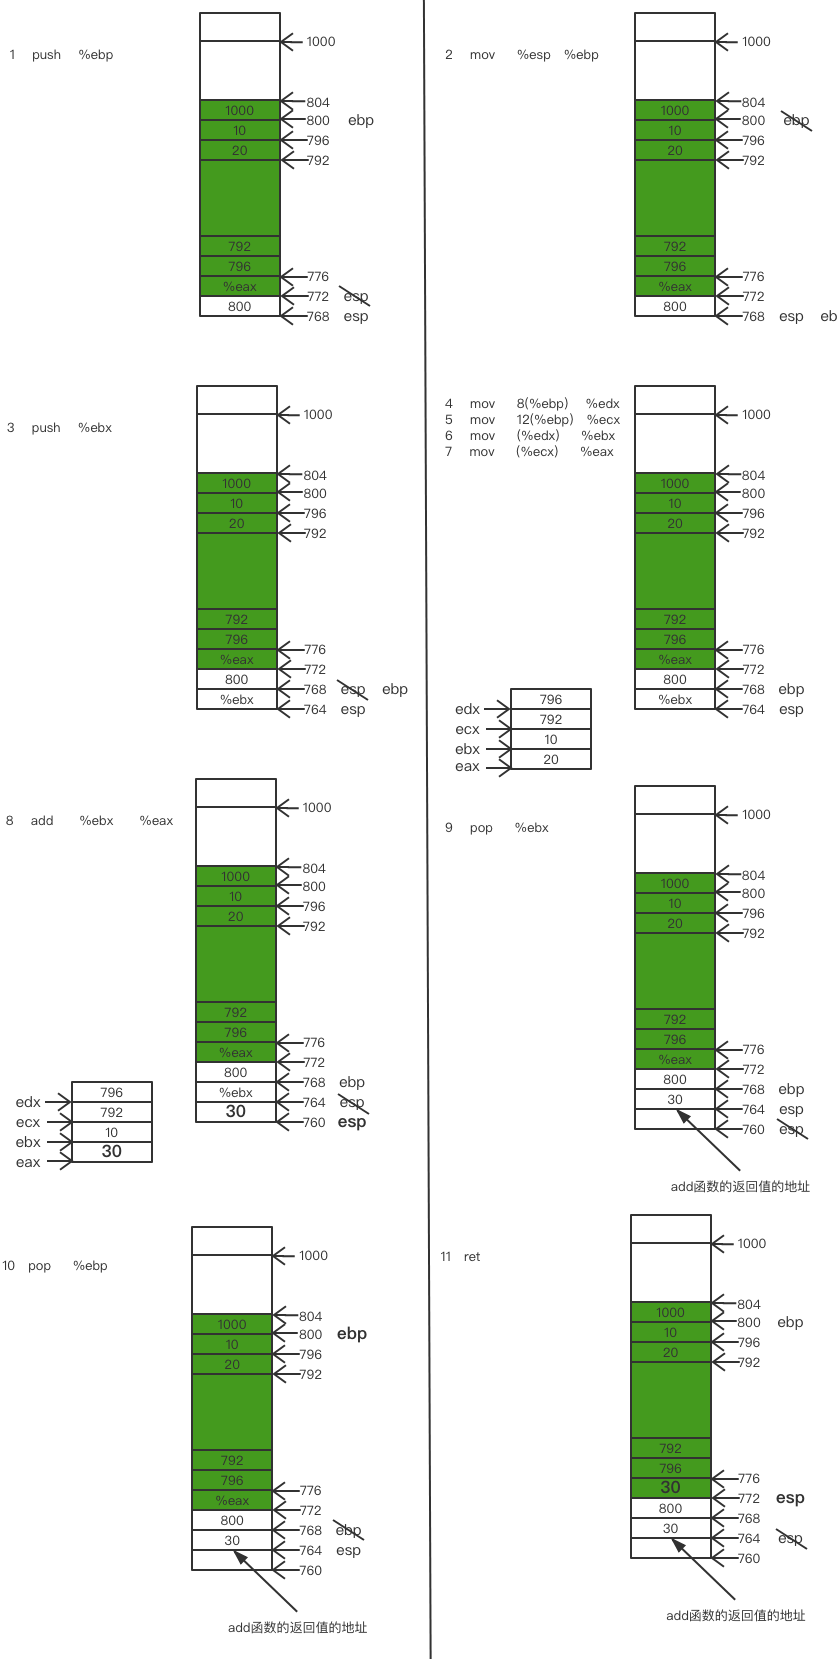 1 push %ebp
1000
804
1000
800 ebp
10
796
20
792
792
796
776
%eax
772 esp
800
768 esp
2 mov %esp %ebp
1000
804
1000
800 ebp
10
796
20
792
792
796
776
%eax
772
800
768 esp eb
3 push %ebx
1000
804
1000
800
10
796
20
792
792
796
776
%eax
772
800
768 esp ebp
%ebx
764 esp
4 mov 8(%ebp) %edx
5 mov 12(%ebp) %ecx
6 mov (%edx) %ebx
7 mov (%ecx) %eax
1000
804
1000
800
10
796
20
792
792
796
776
%eax
772
800
768 ebp
%ebx
764 esp
796
edx
792
ecx
10
ebx
20
eax
8 add %ebx %eax
1000
804
1000
800
10
796
20
792
792
796
776
%eax
772
800
768 ebp
%ebx
764 esp
30
760 esp
796
edx
792
ecx
10
ebx
30
eax
9 pop %ebx
1000
804
1000
800
10
796
20
792
792
796
776
%eax
772
800
768 ebp
30
764 esp
760 esp
add函数的返回值的地址
10 pop %ebp
1000
804
1000
800 ebp
10
796
20
792
792
796
776
%eax
772
800
768 ebp
30
764 esp
760
add函数的返回值的地址
11 ret
1000
804
1000
800 ebp
10
796
20
792
792
796
776
30
772 esp
800
768
30
764 esp
760
add函数的返回值的地址